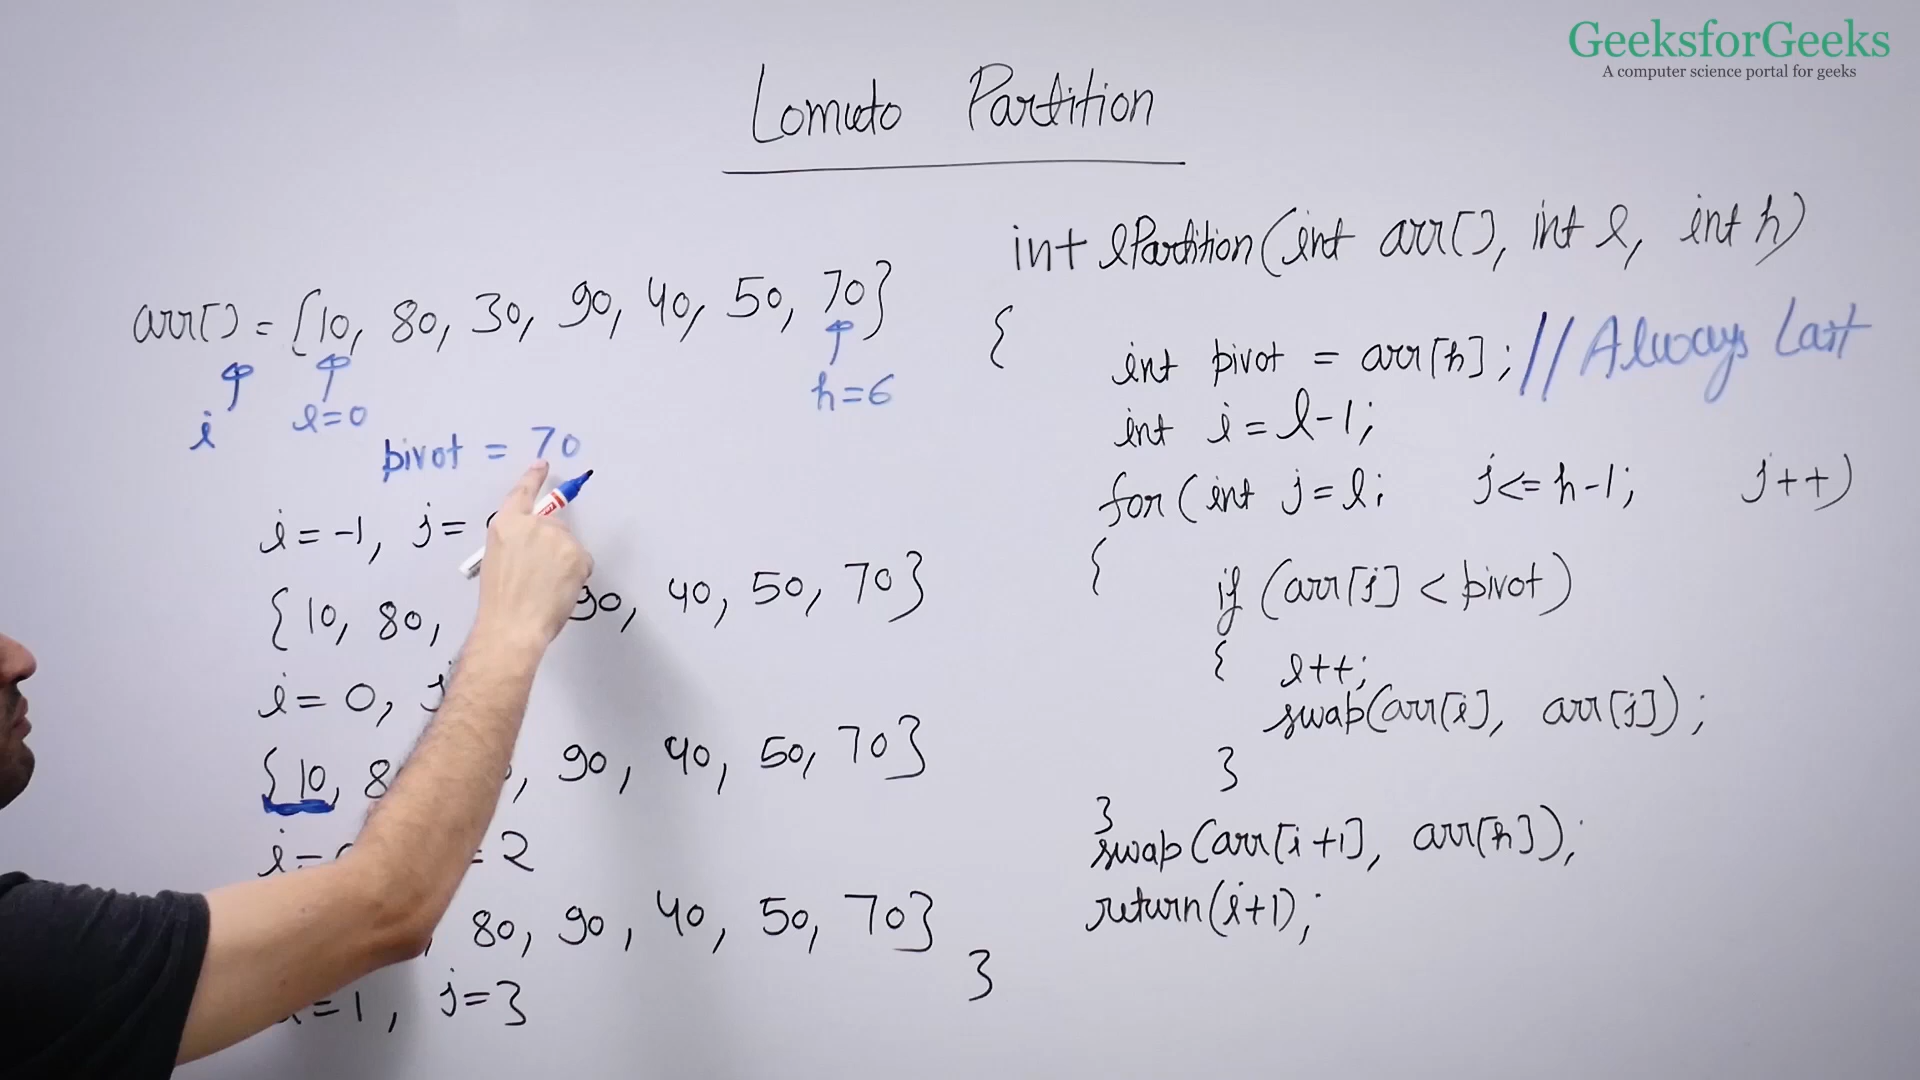 GeeksforGeeks
A computer science portal for geeks
Lomuto Partition
arr[] = {10, 80, 30, 90, 40, 50, 70}
i
l=0
h=6
pivot = 70
i=-1, j=
{10, 80, 90, 40, 50, 70}
i= 0, j
{10, 8 , 90, 40, 50, 70}
i= =2
, 80, 90, 40, 50, 70}
=1, j=3
int lPartition(int arr[], int l, int h)
{
int pivot = arr[h]; // Always Last
int i=l-1;
for(int j=l; j<=h-1; j++)
{
if (arr[j] < pivot)
{ i++;
swap(arr[i], arr[j]);
}
}
swap(arr[i+1], arr[h]);
return(i+1);
}